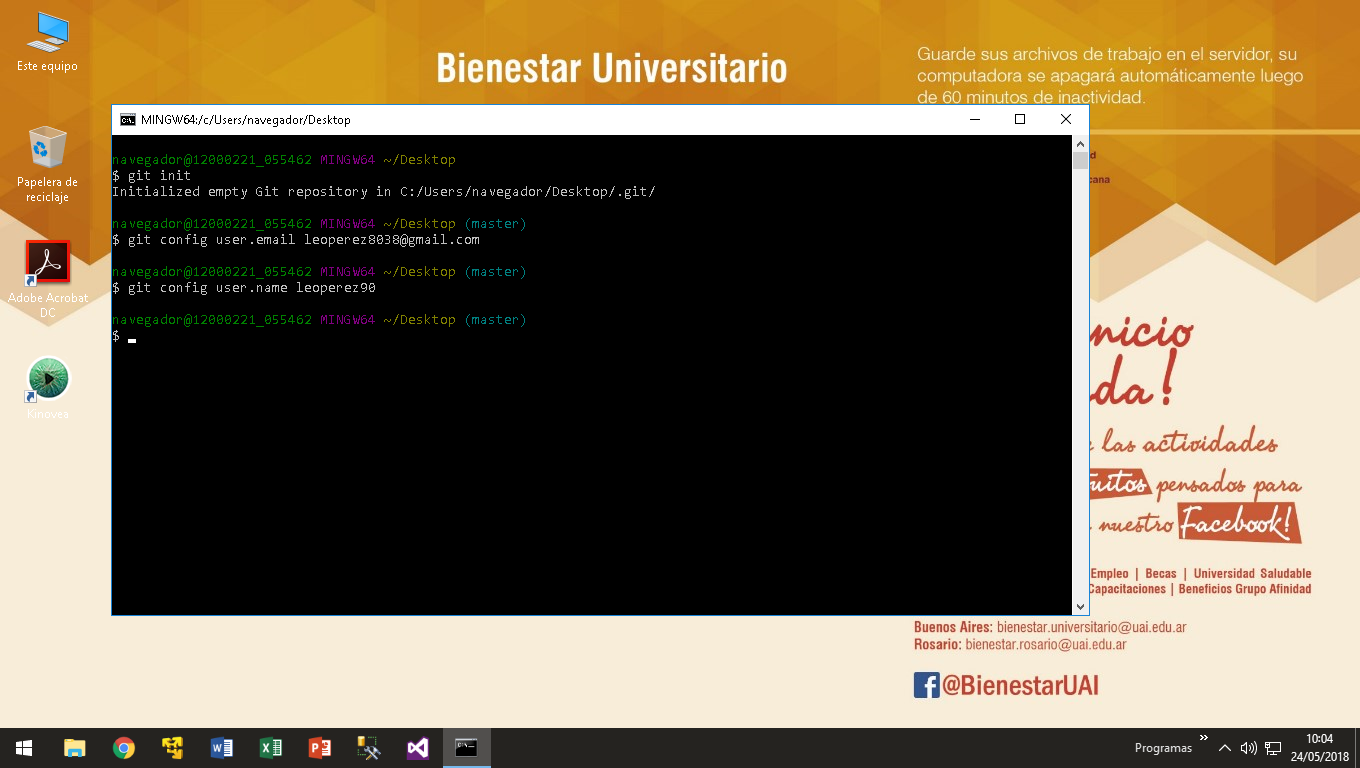 Este equipo
Papelera de
reciclaje
Adobe Acrobat
DC
Kinovea
Bienestar Universitario
Guarde sus archivos de trabajo en el servidor, su
computadora se apagará automáticamente luego
de 60 minutos de inactividad.
MINGW64:/c/Users/navegador/Desktop
navegador@12000221_055462 MINGW64 ~/Desktop
$ git init
Initialized empty Git repository in C:/Users/navegador/Desktop/.git/
navegador@12000221_055462 MINGW64 ~/Desktop (master)
$ git config user.email leoperez8038@gmail.com
navegador@12000221_055462 MINGW64 ~/Desktop (master)
$ git config user.name leoperez90
navegador@12000221_055462 MINGW64 ~/Desktop (master)
$
d
cana
nicio
da!
las actividades
uitos pensados para
nuestro Facebook!
Empleo | Becas | Universidad Saludable
Capacitaciones | Beneficios Grupo Afinidad
Buenos Aires: bienestar.universitario@uai.edu.ar
Rosario: bienestar.rosario@uai.edu.ar
@BienestarUAI
Programas
10:04
24/05/2018